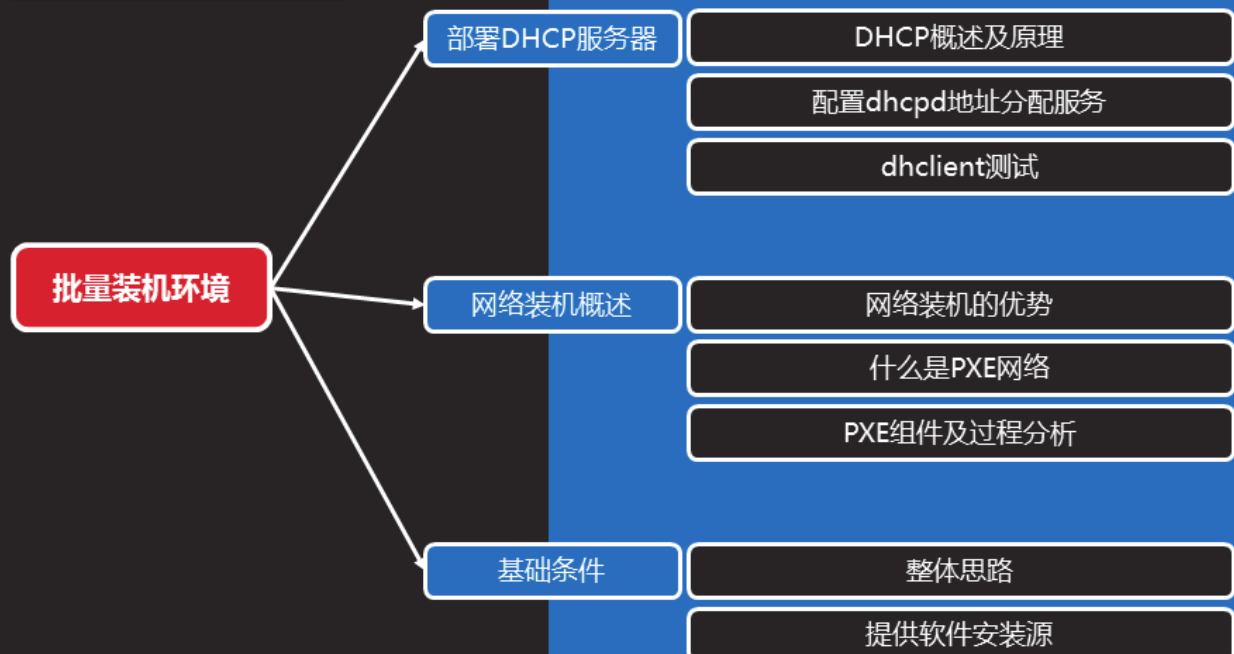 批量装机环境
部署DHCP服务器
DHCP概述及原理
配置dhcpd地址分配服务
dhclient测试
网络装机概述
网络装机的优势
什么是PXE网络
PXE组件及过程分析
基础条件
整体思路
提供软件安装源